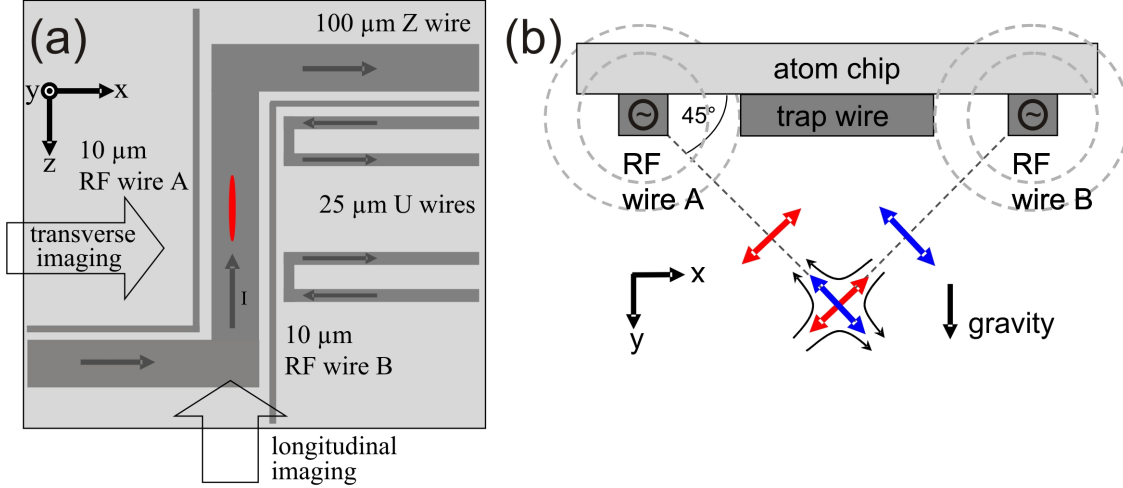 (a)
100 µm Z wire
y
x
z
10 µm
RF wire A
25 µm U wires
transverse
imaging
I
10 µm
RF wire B
longitudinal
imaging
(b)
atom chip
~
45°
trap wire
~
RF
wire A
RF
wire B
x
y
gravity